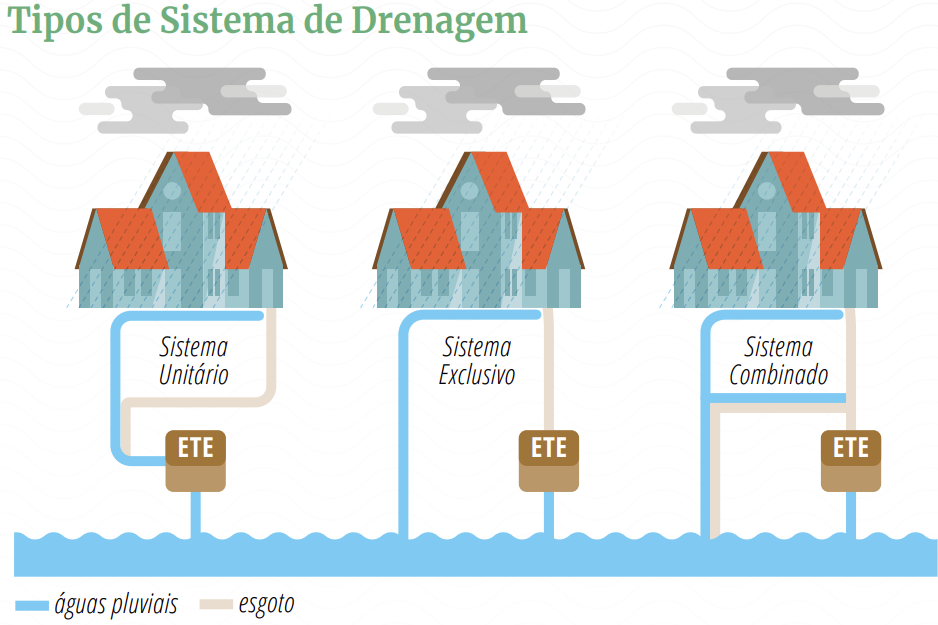 Tipos de Sistema de Drenagem
Sistema
Unitário
Sistema
Exclusivo
Sistema
Combinado
ETE
ETE
ETE
águas pluviais
esgoto